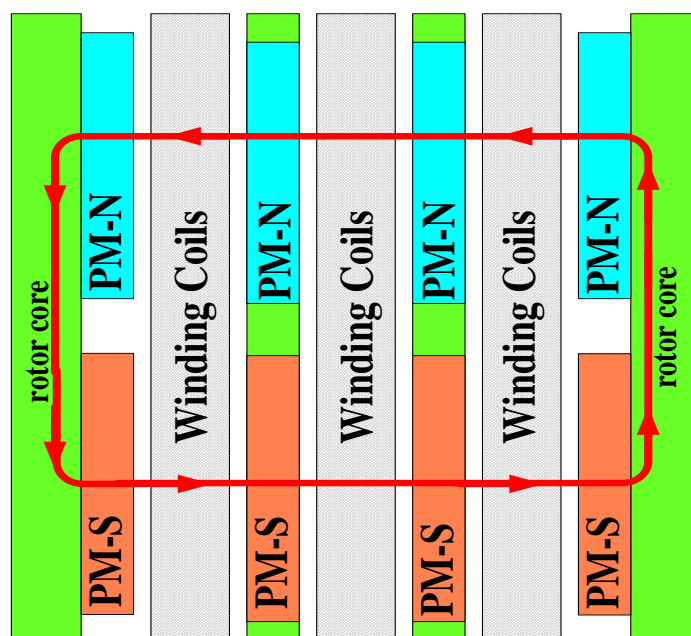 rotor core
PM-N
PM-S
Winding Coils
PM-N
PM-S
Winding Coils
PM-N
PM-S
Winding Coils
PM-N
PM-S
rotor core